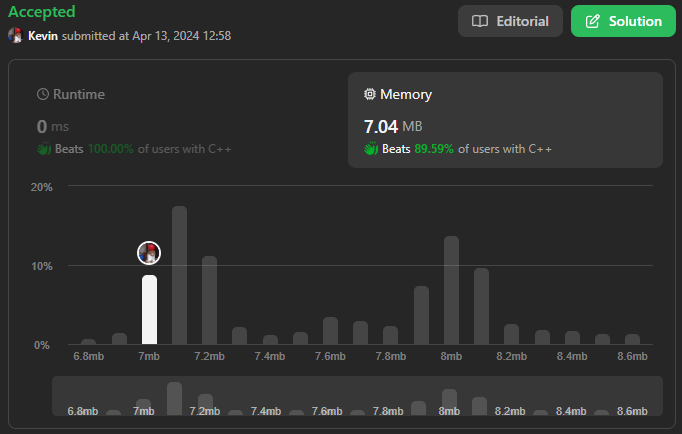 Accepted
Editorial
Solution
Kevin submitted at Apr 13, 2024 12:58
Runtime
0 ms
Beats 100.00% of users with C++
Memory
7.04 MB
Beats 89.59% of users with C++
20%
10%
0%
6.8mb 7mb 7.2mb 7.4mb 7.6mb 7.8mb 8mb 8.2mb 8.4mb 8.6mb
6.8mb 7mb 7.2mb 7.4mb 7.6mb 7.8mb 8mb 8.2mb 8.4mb 8.6mb